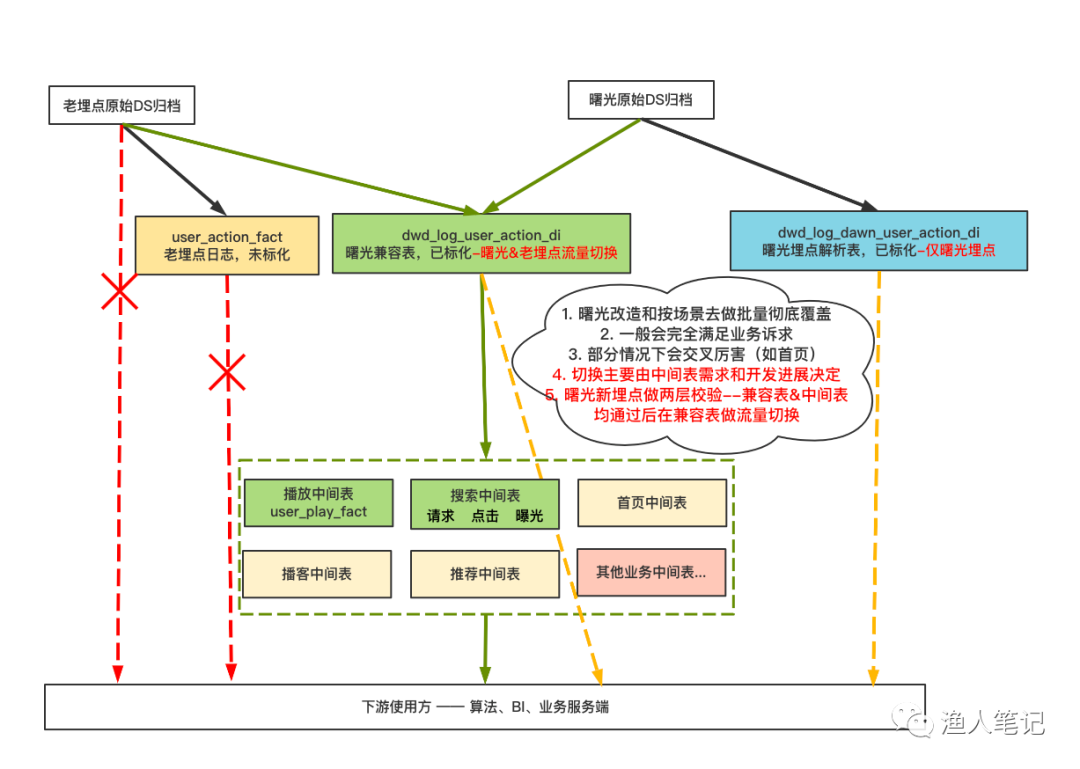 老埋点原始DS归档
曙光原始DS归档
user_action_fact
老埋点日志，未标化
dwd_log_user_action_di
曙光兼容表，已标化-曙光&老埋点流量切换
dwd_log_dawn_user_action_di
曙光埋点解析表，已标化-仅曙光埋点
1. 曙光改造和按场景去做批量彻底覆盖
2. 一般会完全满足业务诉求
3. 部分情况下会交叉厉害（如首页）
4. 切换主要由中间表需求和开发进展决定
5. 曙光新埋点做两层校验--兼容表&中间表
均通过后在兼容表做流量切换
播放中间表
user_play_fact
搜索中间表
请求 点击 曝光
首页中间表
播客中间表
推荐中间表
其他业务中间表...
下游使用方 —— 算法、BI、业务服务端
渔人笔记